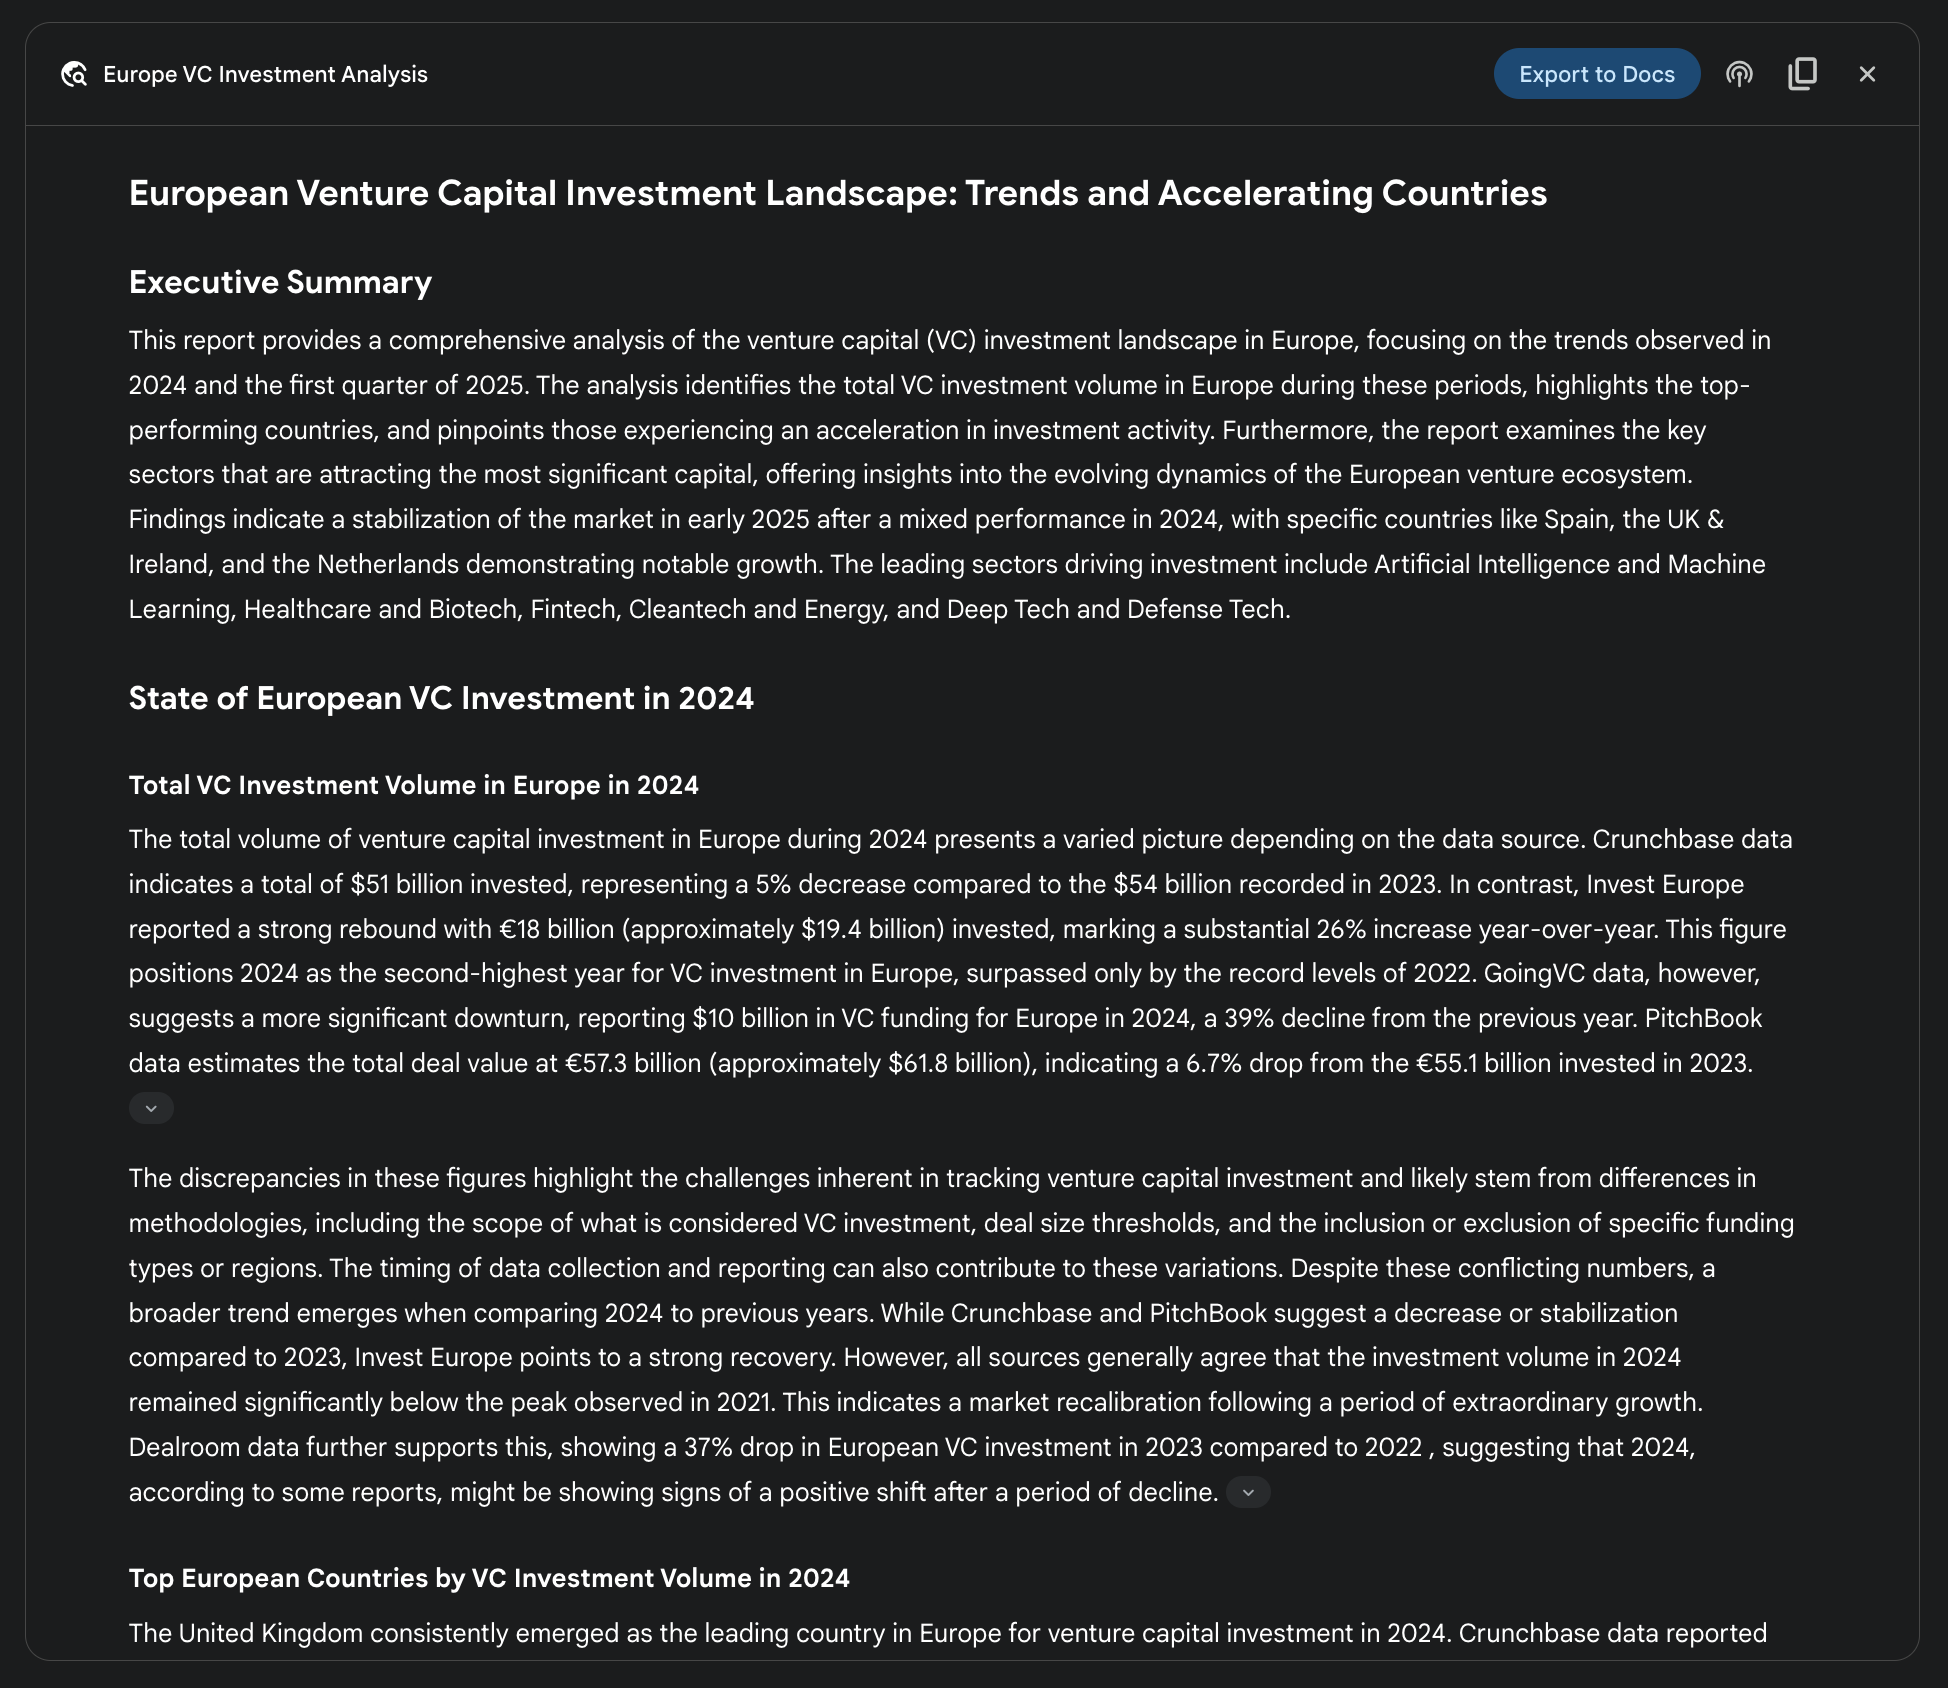 Europe VC Investment Analysis
Export to Docs
European Venture Capital Investment Landscape: Trends and Accelerating Countries
Executive Summary
This report provides a comprehensive analysis of the venture capital (VC) investment landscape in Europe, focusing on the trends observed in
2024 and the first quarter of 2025. The analysis identifies the total VC investment volume in Europe during these periods, highlights the top-
performing countries, and pinpoints those experiencing an acceleration in investment activity. Furthermore, the report examines the key
sectors that are attracting the most significant capital, offering insights into the evolving dynamics of the European venture ecosystem.
Findings indicate a stabilization of the market in early 2025 after a mixed performance in 2024, with specific countries like Spain, the UK &
Ireland, and the Netherlands demonstrating notable growth. The leading sectors driving investment include Artificial Intelligence and Machine
Learning, Healthcare and Biotech, Fintech, Cleantech and Energy, and Deep Tech and Defense Tech.
State of European VC Investment in 2024
Total VC Investment Volume in Europe in 2024
The total volume of venture capital investment in Europe during 2024 presents a varied picture depending on the data source. Crunchbase data
indicates a total of $51 billion invested, representing a 5% decrease compared to the $54 billion recorded in 2023. In contrast, Invest Europe
reported a strong rebound with €18 billion (approximately $19.4 billion) invested, marking a substantial 26% increase year-over-year. This figure
positions 2024 as the second-highest year for VC investment in Europe, surpassed only by the record levels of 2022. GoingVC data, however,
suggests a more significant downturn, reporting $10 billion in VC funding for Europe in 2024, a 39% decline from the previous year. PitchBook
data estimates the total deal value at €57.3 billion (approximately $61.8 billion), indicating a 6.7% drop from the €55.1 billion invested in 2023.
The discrepancies in these figures highlight the challenges inherent in tracking venture capital investment and likely stem from differences in
methodologies, including the scope of what is considered VC investment, deal size thresholds, and the inclusion or exclusion of specific funding
types or regions. The timing of data collection and reporting can also contribute to these variations. Despite these conflicting numbers, a
broader trend emerges when comparing 2024 to previous years. While Crunchbase and PitchBook suggest a decrease or stabilization
compared to 2023, Invest Europe points to a strong recovery. However, all sources generally agree that the investment volume in 2024
remained significantly below the peak observed in 2021. This indicates a market recalibration following a period of extraordinary growth.
Dealroom data further supports this, showing a 37% drop in European VC investment in 2023 compared to 2022 , suggesting that 2024,
according to some reports, might be showing signs of a positive shift after a period of decline.
Top European Countries by VC Investment Volume in 2024
The United Kingdom consistently emerged as the leading country in Europe for venture capital investment in 2024. Crunchbase data reported